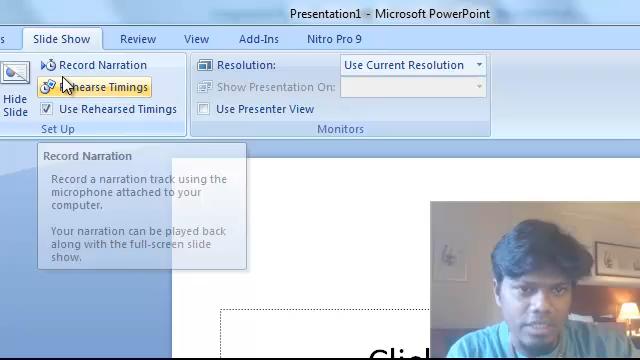 Presentation1 - Microsoft PowerPoint
Slide Show Review View Add-Ins Nitro Pro 9
Record Narration
Rehearse Timings
Use Rehearsed Timings
Hide
Slide
Set Up
Resolution: Use Current Resolution
Show Presentation On:
Use Presenter View
Monitors
Record Narration
Record a narration track using the
microphone attached to your
computer.
Your narration can be played back
along with the full-screen slide
show.